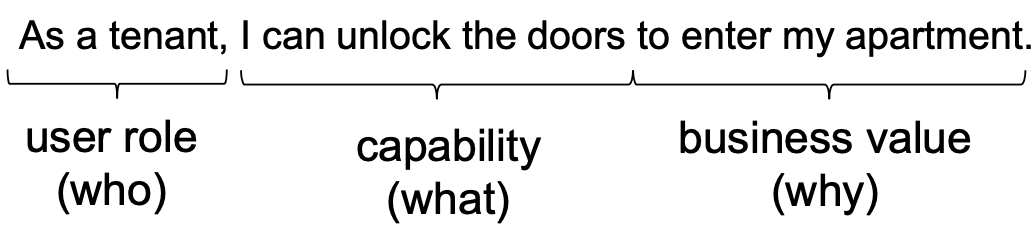 As a tenant, I can unlock the doors to enter my apartment.
user role
(who)
capability
(what)
business value
(why)